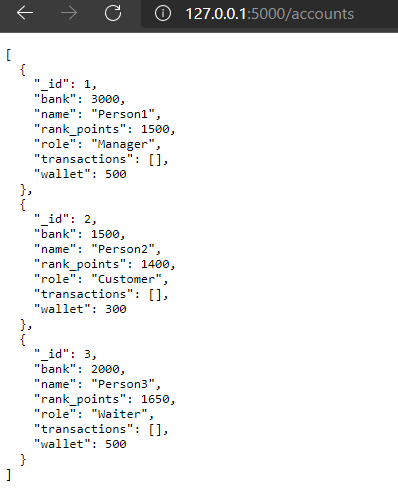 127.0.0.1:5000/accounts
[
  {
    "_id": 1,
    "bank": 3000,
    "name": "Person1",
    "rank_points": 1500,
    "role": "Manager",
    "transactions": [],
    "wallet": 500
  },
  {
    "_id": 2,
    "bank": 1500,
    "name": "Person2",
    "rank_points": 1400,
    "role": "Customer",
    "transactions": [],
    "wallet": 300
  },
  {
    "_id": 3,
    "bank": 2000,
    "name": "Person3",
    "rank_points": 1650,
    "role": "Waiter",
    "transactions": [],
    "wallet": 500
  }
]